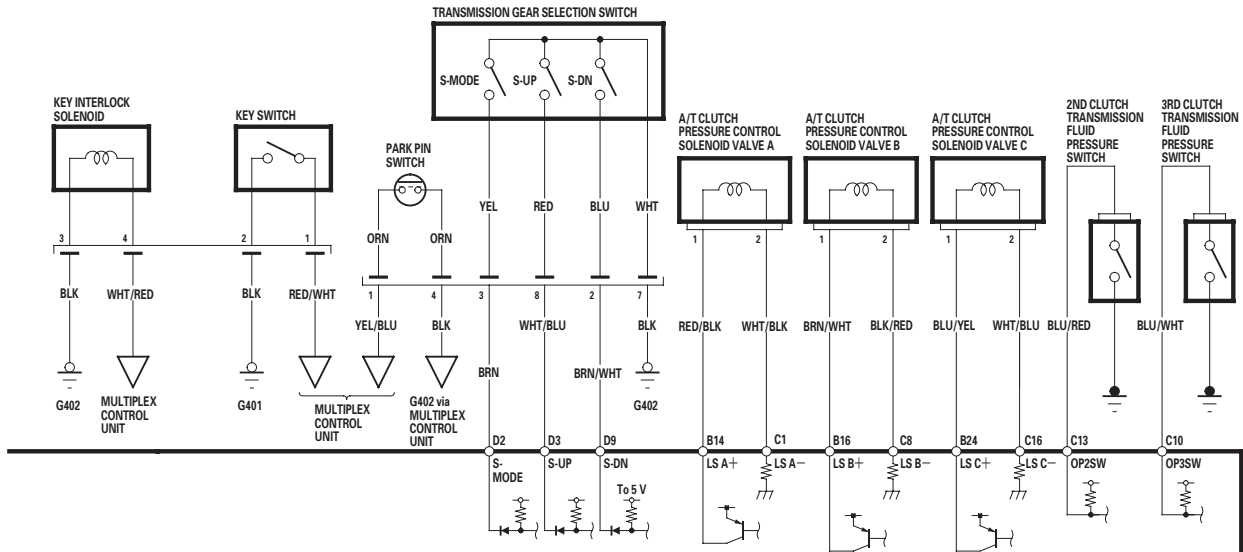 TRANSMISSION GEAR SELECTION SWITCH
S-MODE
S-UP
S-DN
KEY INTERLOCK
SOLENOID
KEY SWITCH
PARK PIN
SWITCH
A/T CLUTCH
PRESSURE CONTROL
SOLENOID VALVE A
A/T CLUTCH
PRESSURE CONTROL
SOLENOID VALVE B
A/T CLUTCH
PRESSURE CONTROL
SOLENOID VALVE C
2ND CLUTCH
TRANSMISSION
FLUID
PRESSURE
SWITCH
3RD CLUTCH
TRANSMISSION
FLUID
PRESSURE
SWITCH
YEL
RED
BLU
WHT
ORN
ORN
3
4
2
1
1
2
1
2
1
2
BLK
WHT/RED
BLK
RED/WHT
1
4
3
8
2
7
YEL/BLU
BLK
WHT/BLU
BLK
RED/BLK
WHT/BLK
BRN/WHT
BLK/RED
BLU/YEL
WHT/BLU
BLU/RED
BLU/WHT
BRN
BRN/WHT
G402
MULTIPLEX
CONTROL
UNIT
G401
MULTIPLEX
CONTROL
UNIT
G402 via
MULTIPLEX
CONTROL
UNIT
G402
D2
D3
D9
B14
C1
B16
C8
B24
C16
C13
C10
S-
MODE
S-UP
S-DN
LS A+
LS A−
LS B+
LS B−
LS C+
LS C−
OP2SW
OP3SW
To 5 V